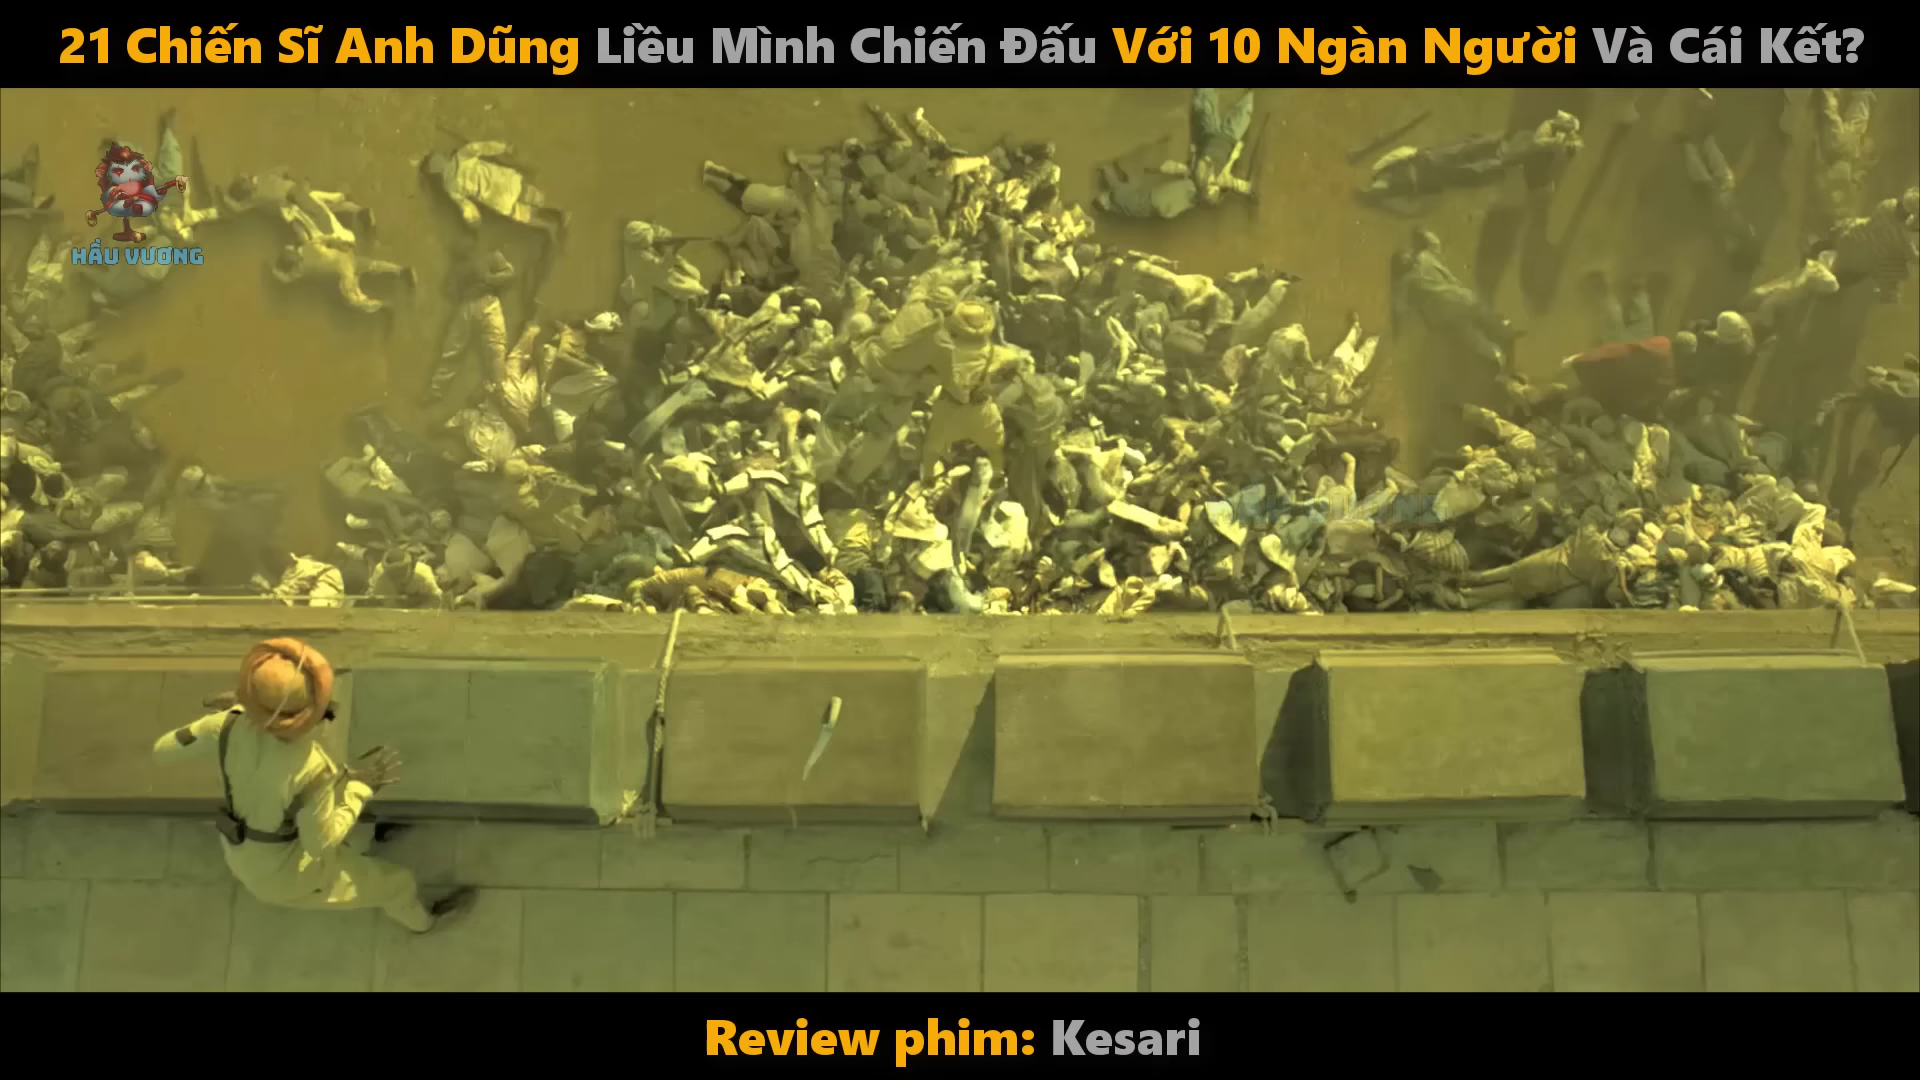 21 Chiến Sĩ Anh Dũng Liều Mình Chiến Đấu Với 10 Ngàn Người Và Cái Kết?
HẦU VƯƠNG
Review phim: Kesari